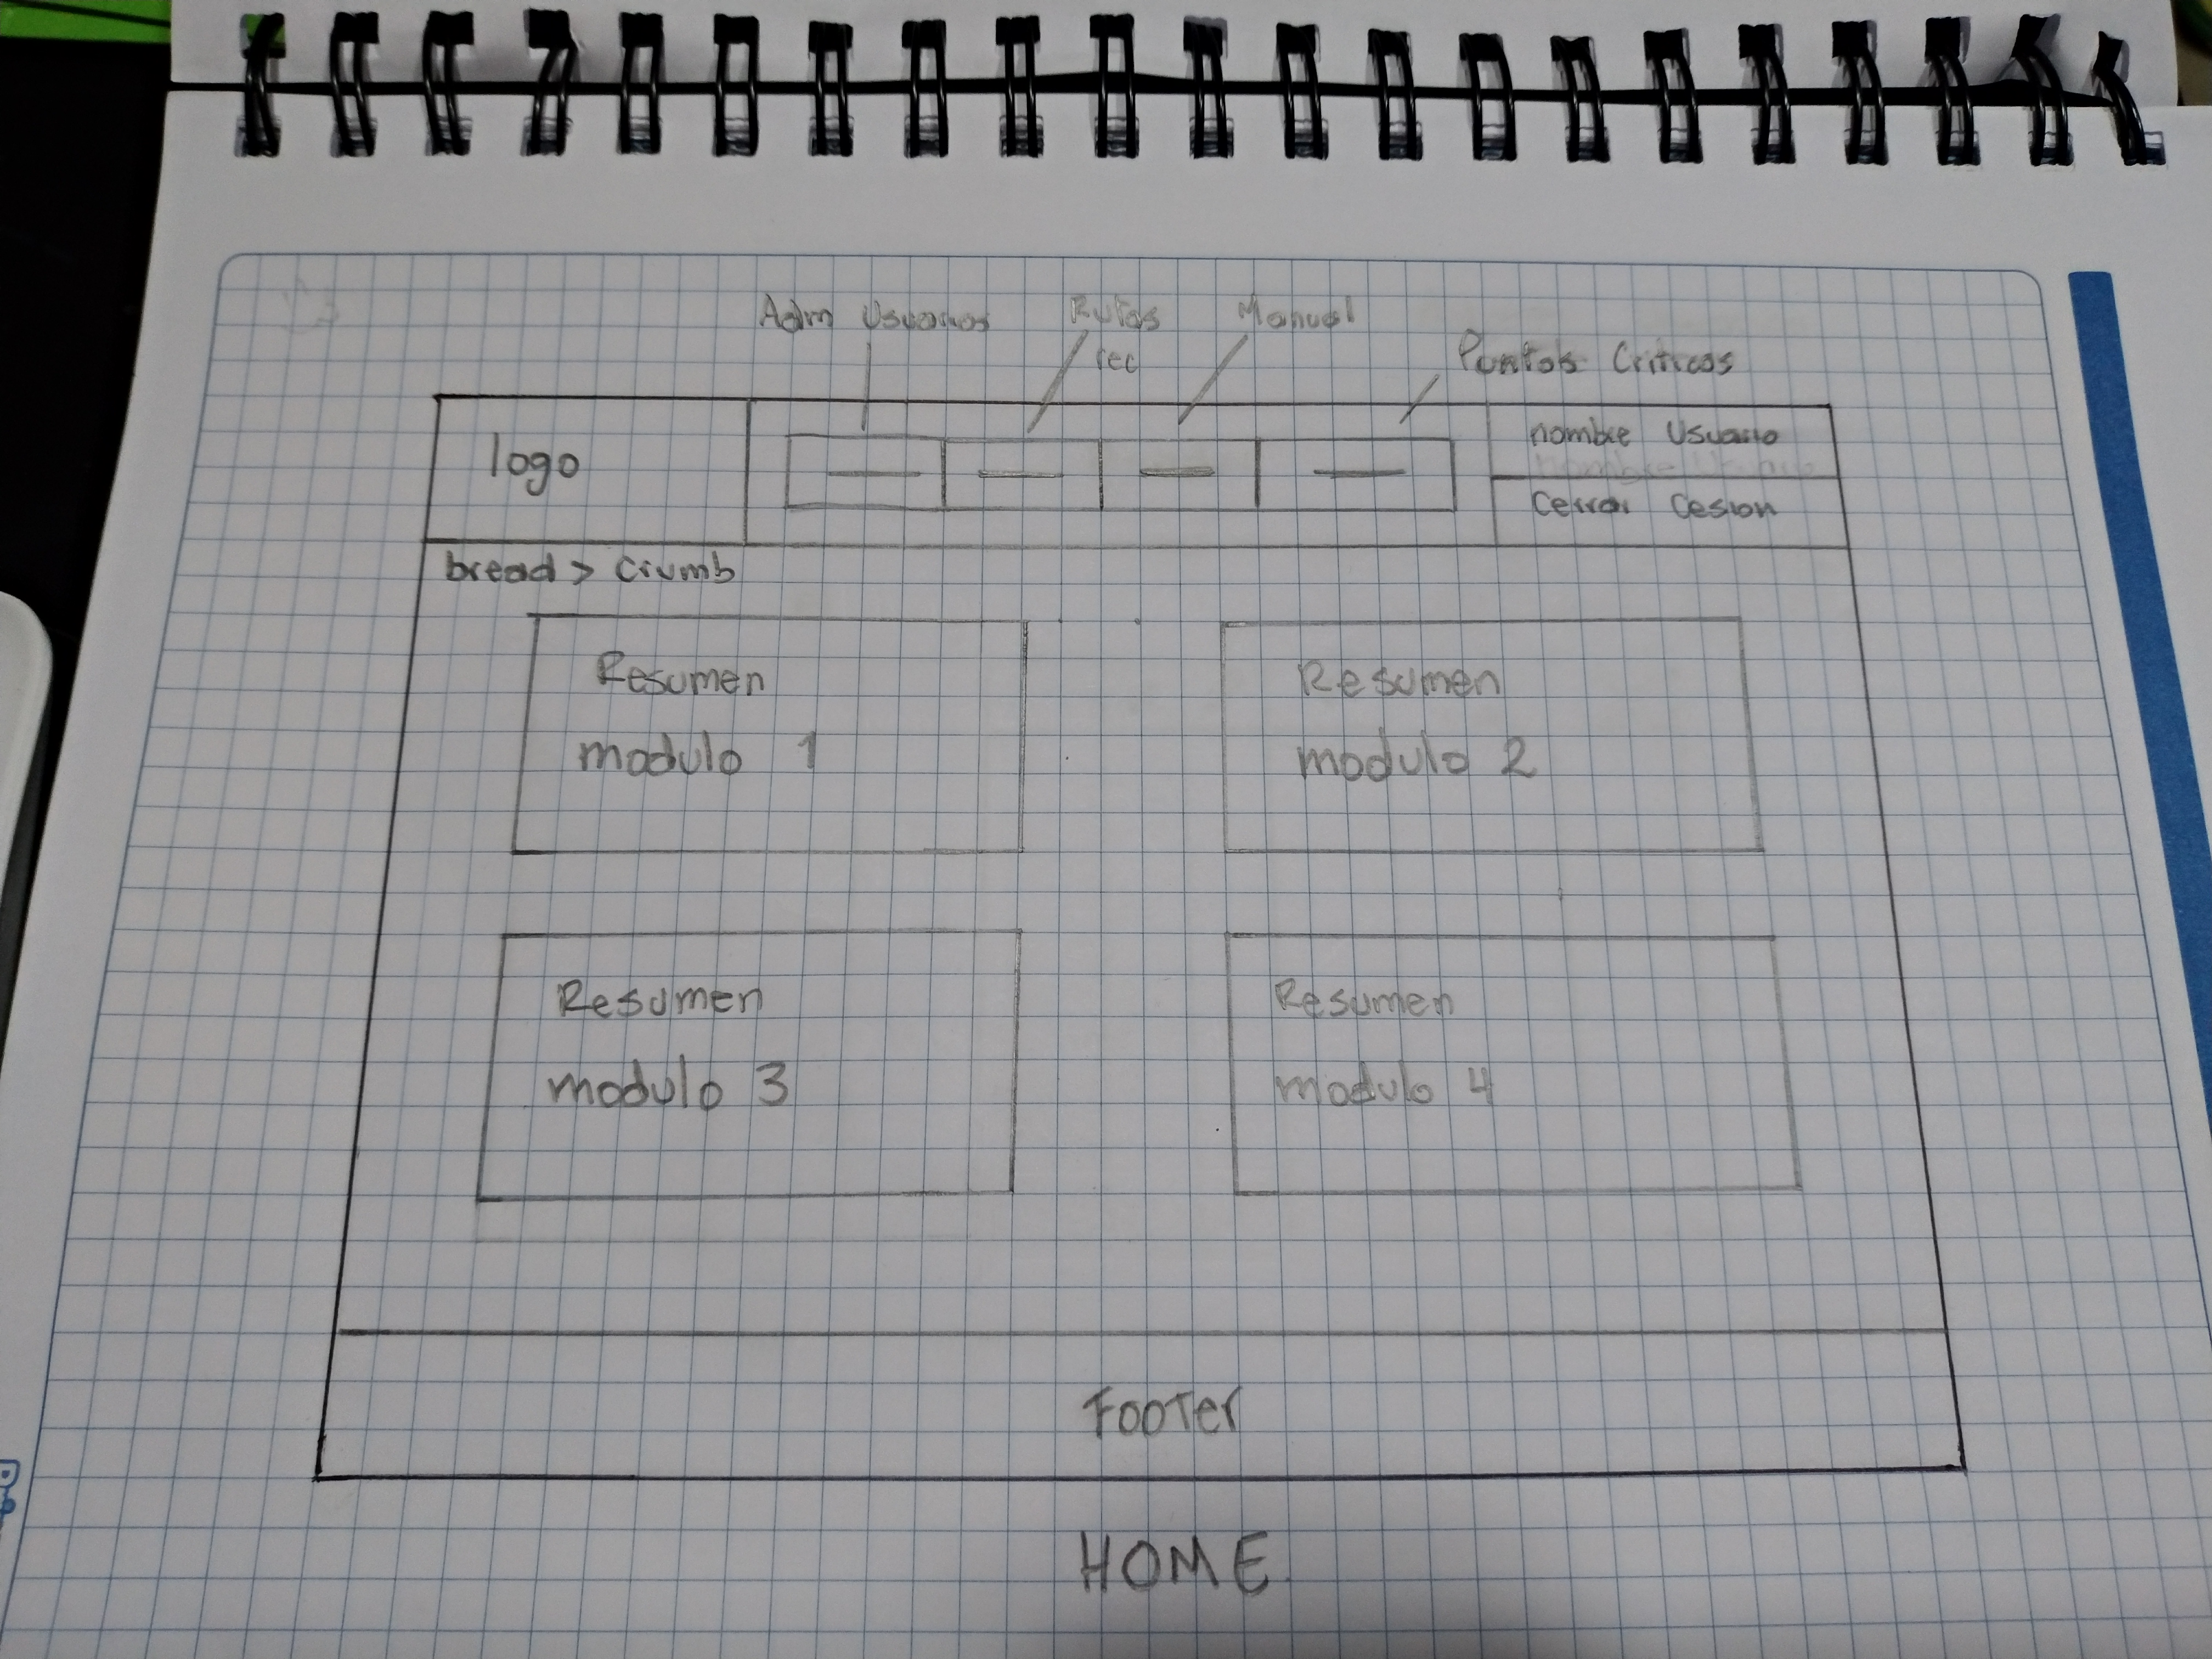 Adm Usuarios
Rutas
rec
Manual
Puntos Criticos
logo
nombre Usuario
Cerrar Cesion
bread > crumb
Resumen
modulo 1
Resumen
modulo 2
Resumen
modulo 3
Resumen
modulo 4
Footer
HOME